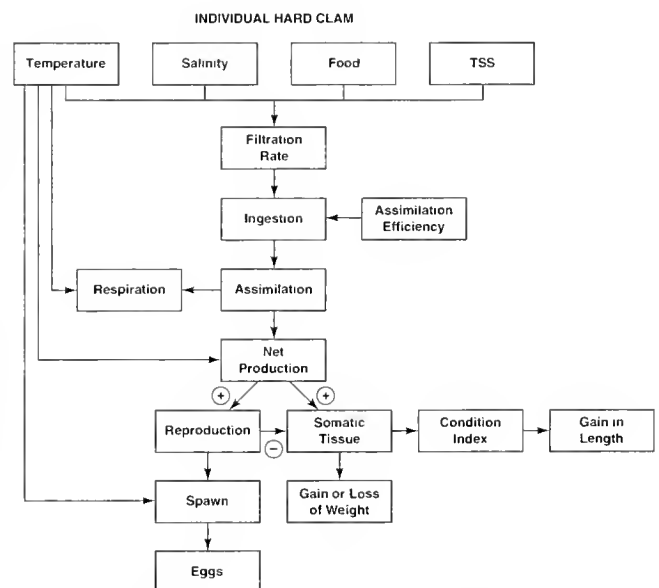 INDIVIDUAL HARD CLAM
Temperature
Salinity
Food
TSS
Filtration
Rate
Ingestion
Assimilation
Efficiency
Respiration
Assimilation
Net
Production
+
+
Reproduction
−
Somatic
Tissue
Condition
Index
Gain in
Length
Spawn
Gain or Loss
of Weight
Eggs